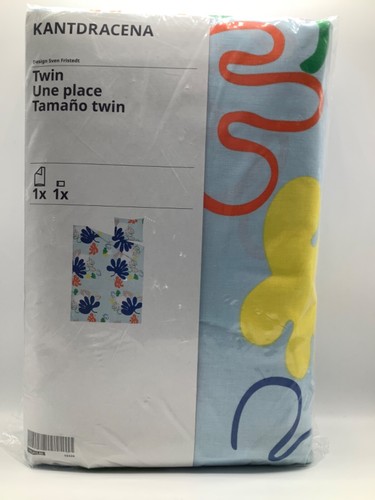 KANTDRACENA
Design Sven Fristedt
Twin
Une place
Tamaño twin
1x 1x